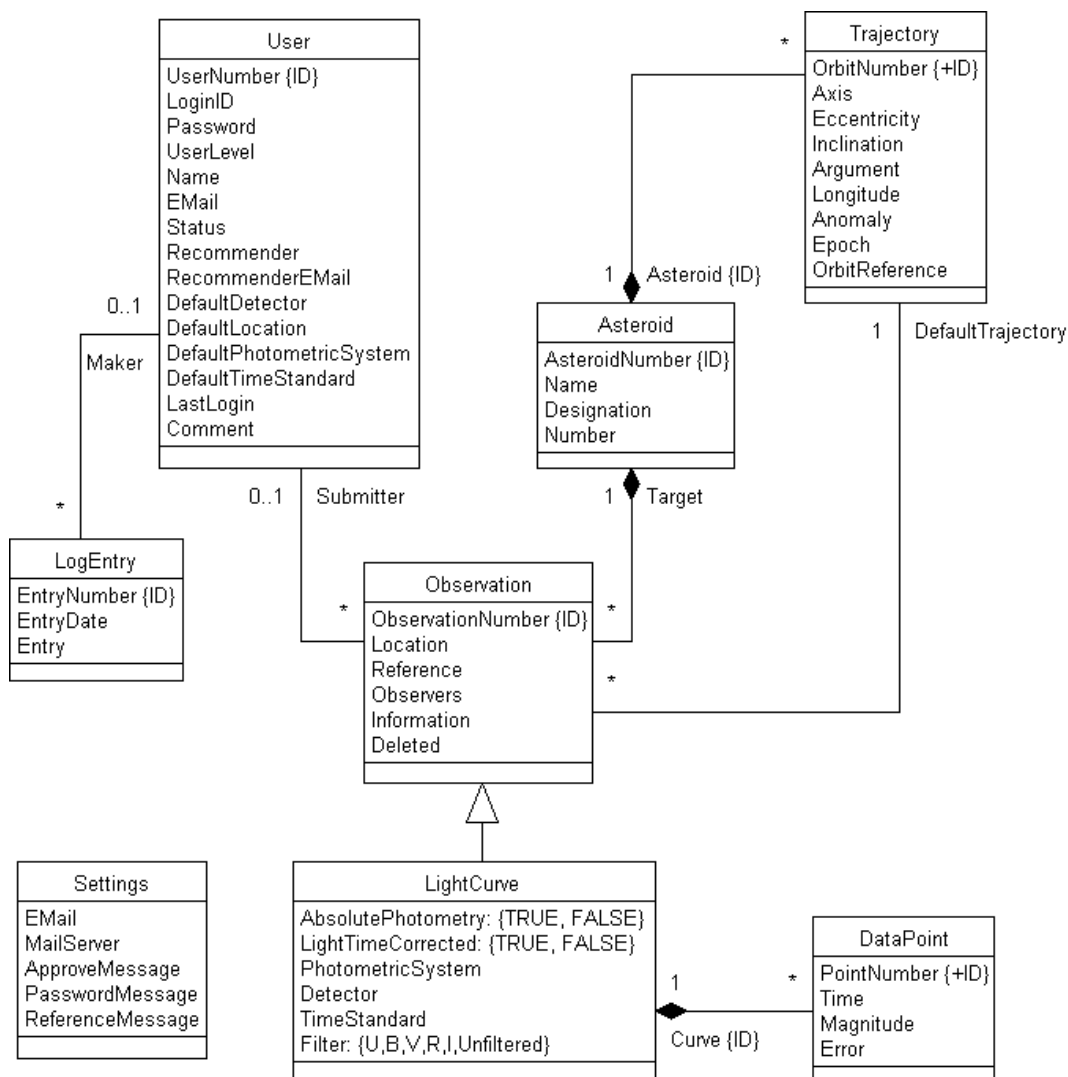 User
UserNumber {ID}
LoginID
Password
UserLevel
Name
EMail
Status
Recommender
RecommenderEMail
DefaultDetector
DefaultLocation
DefaultPhotometricSystem
DefaultTimeStandard
LastLogin
Comment
*
Trajectory
OrbitNumber {+ID}
Axis
Eccentricity
Inclination
Argument
Longitude
Anomaly
Epoch
OrbitReference
1 Asteroid {ID}
0..1
Maker
Asteroid
AsteroidNumber {ID}
Name
Designation
Number
1 DefaultTrajectory
0..1 Submitter
1 Target
*
LogEntry
EntryNumber {ID}
EntryDate
Entry
*
Observation
ObservationNumber {ID}
Location
Reference
Observers
Information
Deleted
*
*
Settings
EMail
MailServer
ApproveMessage
PasswordMessage
ReferenceMessage
LightCurve
AbsolutePhotometry: {TRUE, FALSE}
LightTimeCorrected: {TRUE, FALSE}
PhotometricSystem
Detector
TimeStandard
Filter: {U,B,V,R,I,Unfiltered}
1 *
Curve {ID}
DataPoint
PointNumber {+ID}
Time
Magnitude
Error